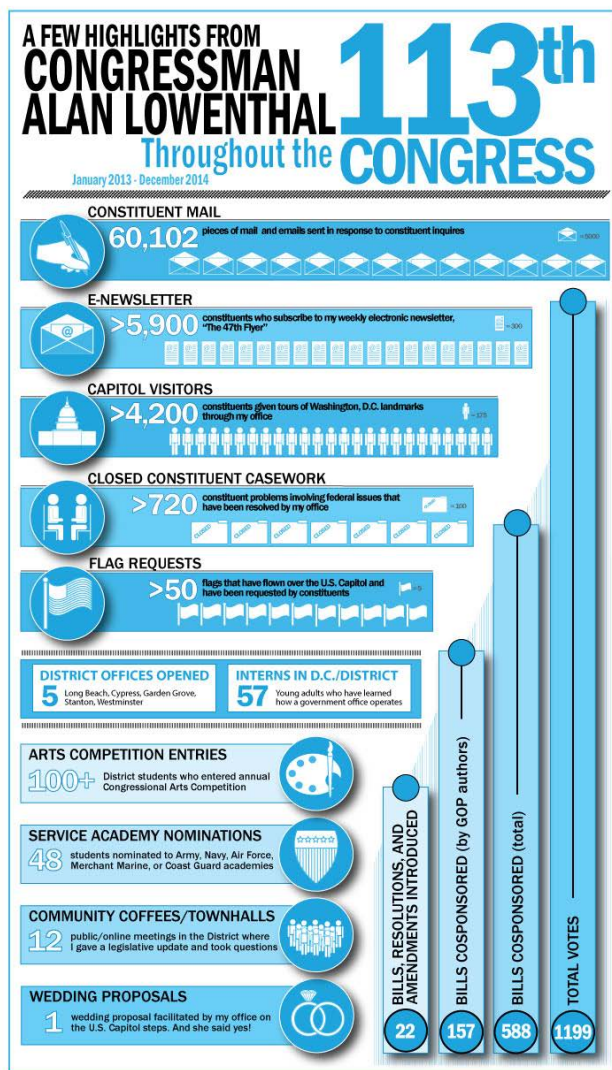 A FEW HIGHLIGHTS FROM
CONGRESSMAN
ALAN LOWENTHAL
113th
Throughout the CONGRESS
January 2013 - December 2014
CONSTITUENT MAIL
60,102 pieces of mail and emails sent in response to constituent inquires
=5000
E-NEWSLETTER
>5,900 constituents who subscribe to my weekly electronic newsletter,
"The 47th Flyer"
=300
CAPITOL VISITORS
>4,200 constituents given tours of Washington, D.C. landmarks
through my office
=175
CLOSED CONSTITUENT CASEWORK
>720 constituent problems involving federal issues that
have been resolved by my office
=100
CLOSED CLOSED CLOSED CLOSED CLOSED CLOSED CLOSED
FLAG REQUESTS
>50 flags that have flown over the U.S. Capitol and
have been requested by constituents
=5
DISTRICT OFFICES OPENED
5 Long Beach, Cypress, Garden Grove,
Stanton, Westminster
INTERNS IN D.C./DISTRICT
57 Young adults who have learned
how a government office operates
ARTS COMPETITION ENTRIES
100+ District students who entered annual
Congressional Arts Competition
SERVICE ACADEMY NOMINATIONS
48 students nominated to Army, Navy, Air Force,
Merchant Marine, or Coast Guard academies
COMMUNITY COFFEES/TOWNHALLS
12 public/online meetings in the District where
I gave a legislative update and took questions
WEDDING PROPOSALS
1 wedding proposal facilitated by my office on
the U.S. Capitol steps. And she said yes!
BILLS, RESOLUTIONS, AND
AMENDMENTS INTRODUCED
22
BILLS COSPONSORED (by GOP authors)
157
BILLS COSPONSORED (total)
588
TOTAL VOTES
1199